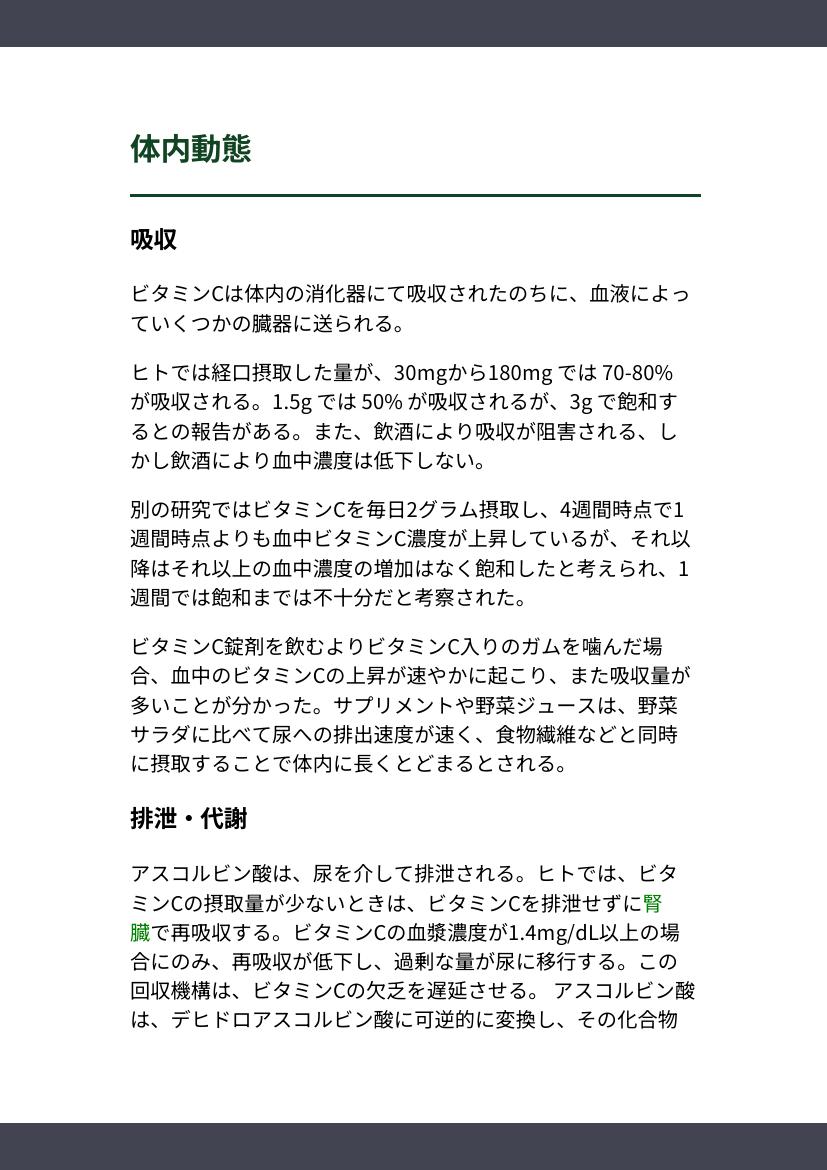 体内動態
吸収
ビタミンCは体内の消化器にて吸収されたのちに、血液によっ
ていくつかの臓器に送られる。
ヒトでは経口摂取した量が、30mgから180mg では 70-80%
が吸収される。1.5g では 50% が吸収されるが、3g で飽和す
るとの報告がある。また、飲酒により吸収が阻害される、し
かし飲酒により血中濃度は低下しない。
別の研究ではビタミンCを毎日2グラム摂取し、4週間時点で1
週間時点よりも血中ビタミンC濃度が上昇しているが、それ以
降はそれ以上の血中濃度の増加はなく飽和したと考えられ、1
週間では飽和までは不十分だと考察された。
ビタミンC錠剤を飲むよりビタミンC入りのガムを噛んだ場
合、血中のビタミンCの上昇が速やかに起こり、また吸収量が
多いことが分かった。サプリメントや野菜ジュースは、野菜
サラダに比べて尿への排出速度が速く、食物繊維などと同時
に摂取することで体内に長くとどまるとされる。
排泄・代謝
アスコルビン酸は、尿を介して排泄される。ヒトでは、ビタ
ミンCの摂取量が少ないときは、ビタミンCを排泄せずに腎
臓で再吸収する。ビタミンCの血漿濃度が1.4mg/dL以上の場
合にのみ、再吸収が低下し、過剰な量が尿に移行する。この
回収機構は、ビタミンCの欠乏を遅延させる。 アスコルビン酸
は、デヒドロアスコルビン酸に可逆的に変換し、その化合物